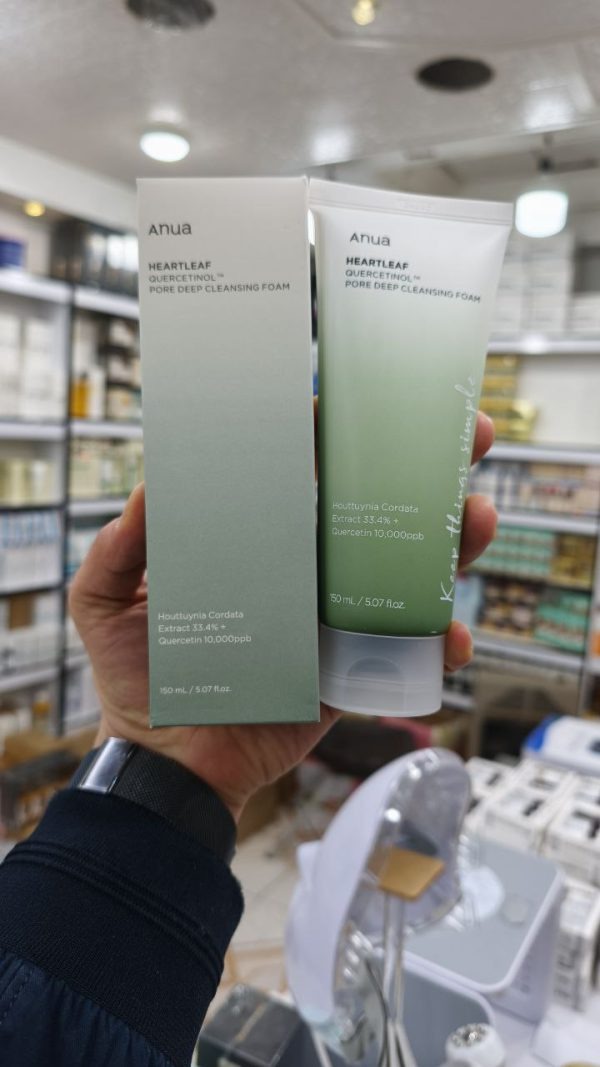 Anua
HEARTLEAF
QUERCETINOL™
PORE DEEP CLEANSING FOAM
Houttuynia Cordata
Extract 33.4% +
Quercetin 10,000ppb
150 mL / 5.07 fl.oz.
Anua
HEARTLEAF
QUERCETINOL™
PORE DEEP CLEANSING FOAM
Keep things simple
Houttuynia Cordata
Extract 33.4% +
Quercetin 10,000ppb
150 mL / 5.07 fl.oz.